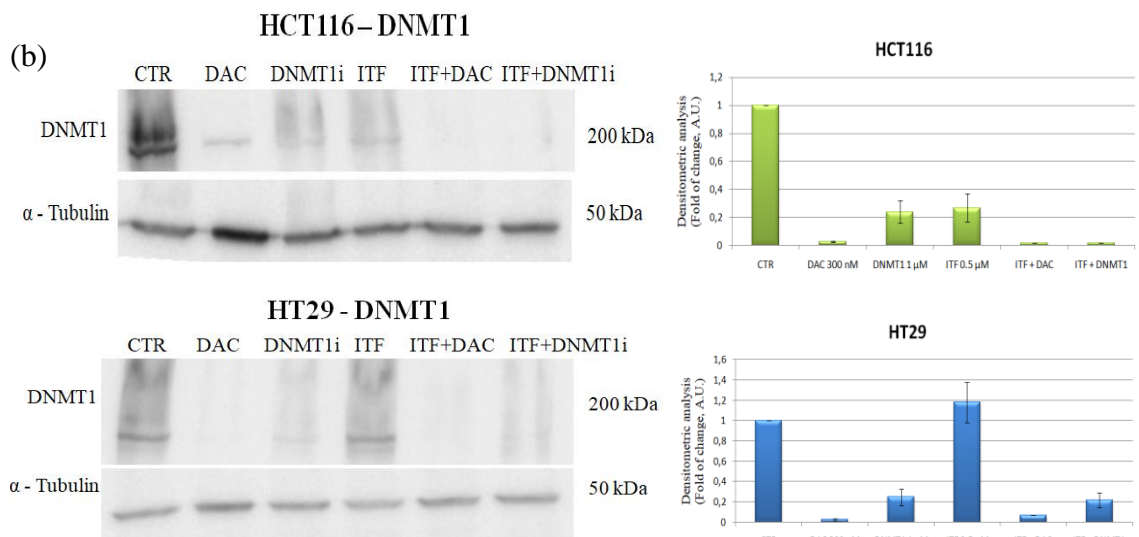 (b)
HCT116 – DNMT1
CTR DAC DNMT1i ITF ITF+DAC ITF+DNMT1i
DNMT1
200 kDa
α - Tubulin
50 kDa
HCT116
Densitometric analysis
(Fold of change, A.U.)
1,2
1
0,8
0,6
0,4
0,2
0
CTR DAC 300 nM DNMT1 1 µM ITF 0.5 µM ITF + DAC ITF + DNMT1
HT29 - DNMT1
CTR DAC DNMT1i ITF ITF+DAC ITF+DNMT1i
DNMT1
200 kDa
α - Tubulin
50 kDa
HT29
Densitometric analysis
(Fold of change, A.U.)
1,6
1,4
1,2
1
0,8
0,6
0,4
0,2
0